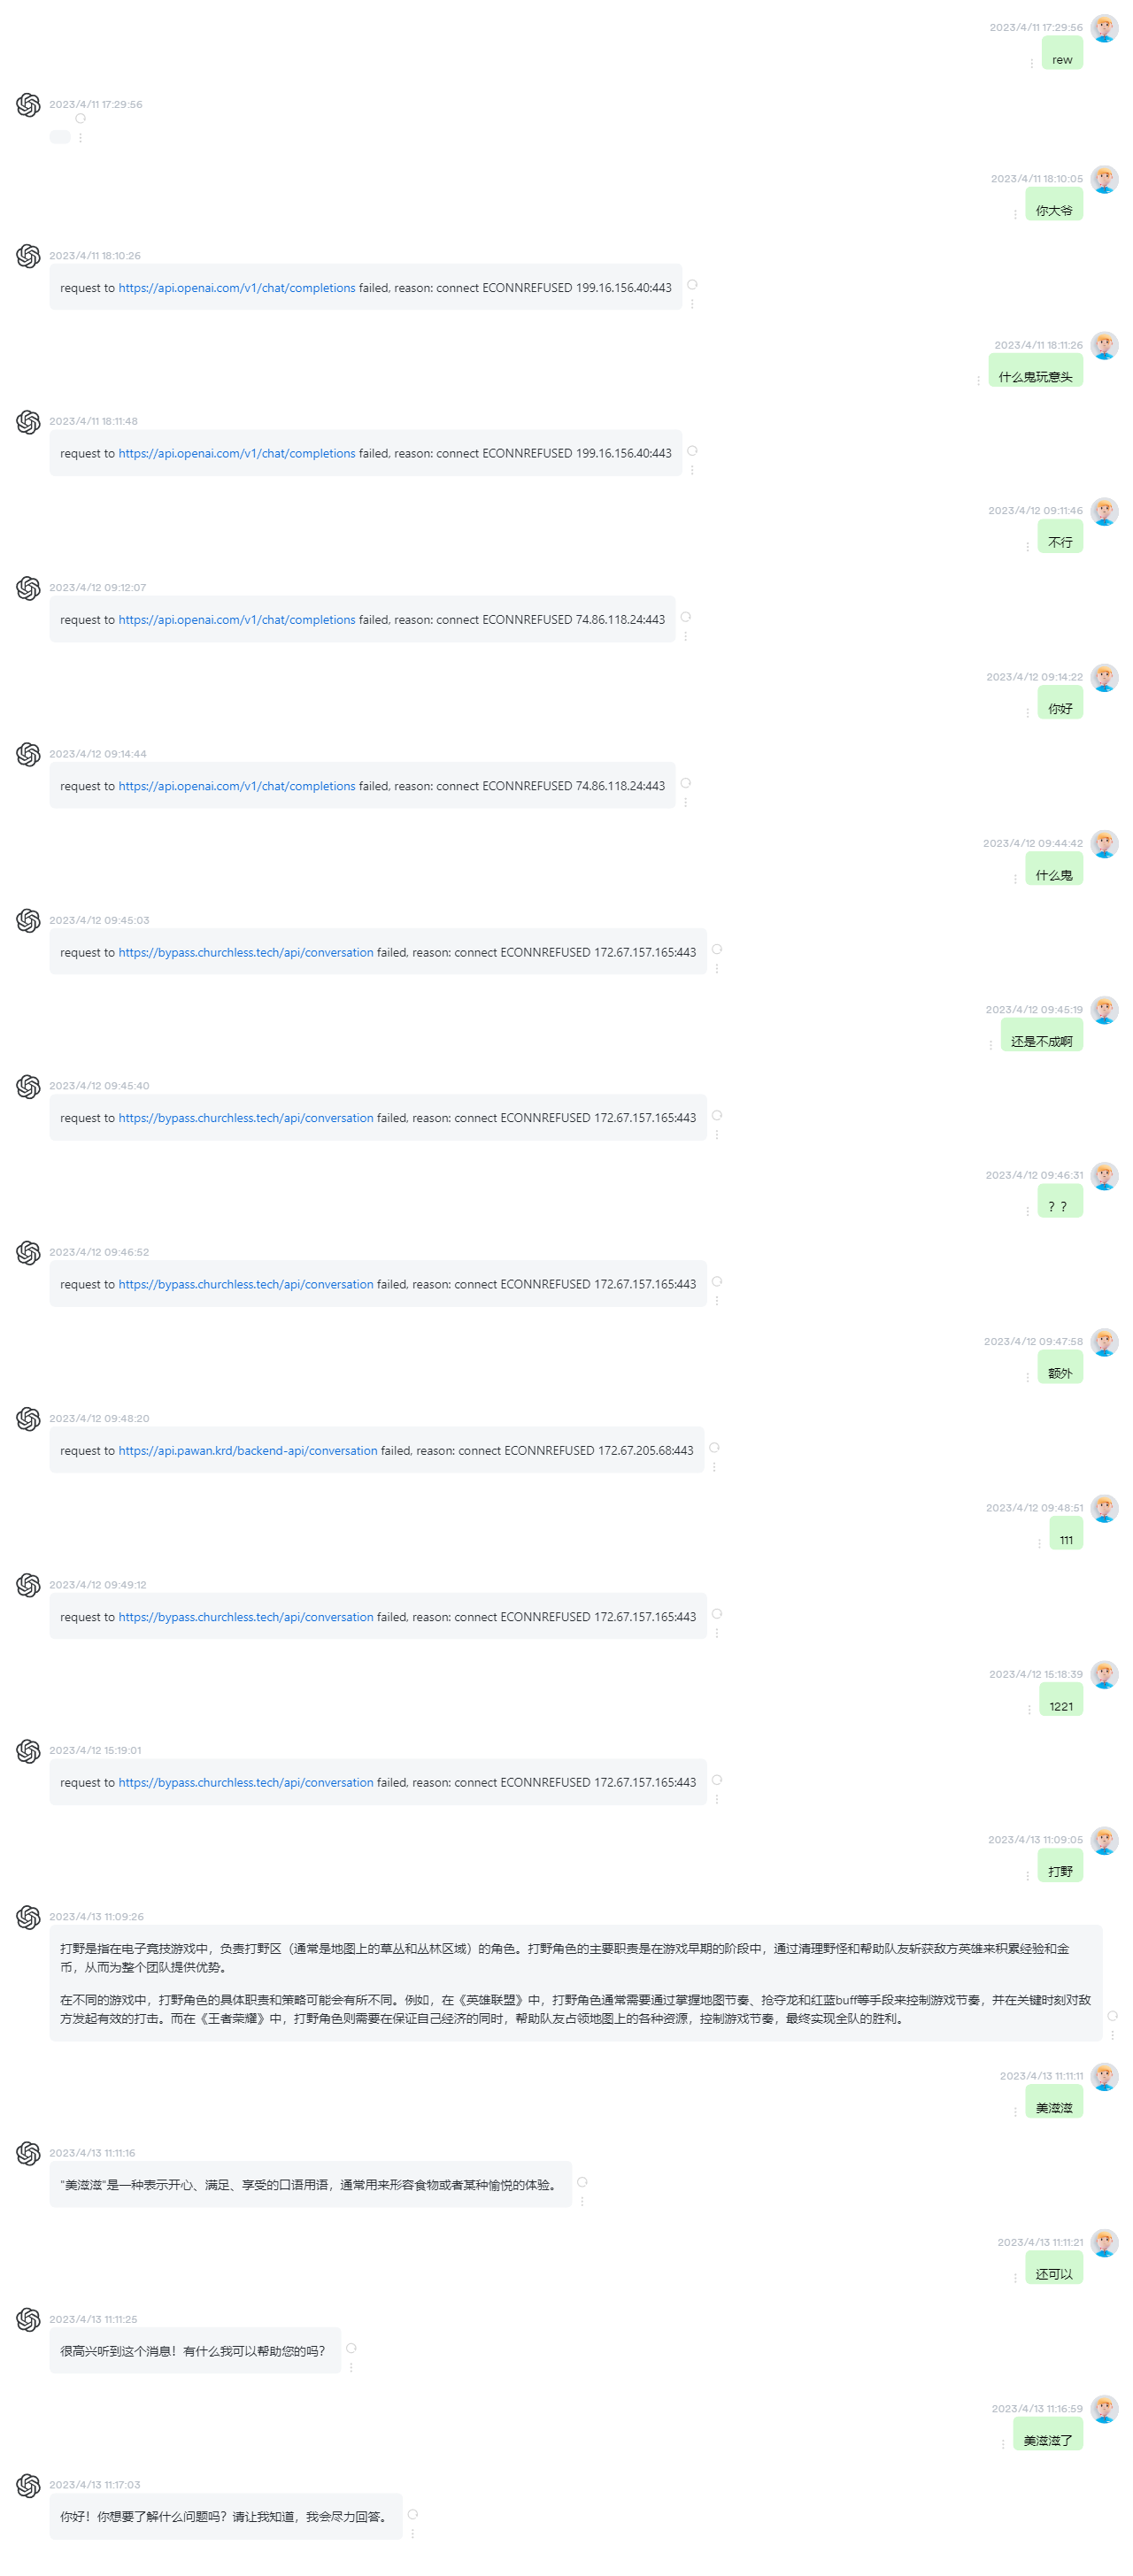 2023/4/11 17:29:56
rew
2023/4/11 17:29:56
2023/4/11 18:10:05
你大爷
2023/4/11 18:10:26
request to https://api.openai.com/v1/chat/completions failed, reason: connect ECONNREFUSED 199.16.156.40:443
2023/4/11 18:11:26
什么鬼玩意头
2023/4/11 18:11:48
request to https://api.openai.com/v1/chat/completions failed, reason: connect ECONNREFUSED 199.16.156.40:443
2023/4/12 09:11:46
不行
2023/4/12 09:12:07
request to https://api.openai.com/v1/chat/completions failed, reason: connect ECONNREFUSED 74.86.118.24:443
2023/4/12 09:14:22
你好
2023/4/12 09:14:44
request to https://api.openai.com/v1/chat/completions failed, reason: connect ECONNREFUSED 74.86.118.24:443
2023/4/12 09:44:42
什么鬼
2023/4/12 09:45:03
request to https://bypass.churchless.tech/api/conversation failed, reason: connect ECONNREFUSED 172.67.157.165:443
2023/4/12 09:45:19
还是不成啊
2023/4/12 09:45:40
request to https://bypass.churchless.tech/api/conversation failed, reason: connect ECONNREFUSED 172.67.157.165:443
2023/4/12 09:46:31
？？
2023/4/12 09:46:52
request to https://bypass.churchless.tech/api/conversation failed, reason: connect ECONNREFUSED 172.67.157.165:443
2023/4/12 09:47:58
额外
2023/4/12 09:48:20
request to https://api.pawan.krd/backend-api/conversation failed, reason: connect ECONNREFUSED 172.67.205.68:443
2023/4/12 09:48:51
111
2023/4/12 09:49:12
request to https://bypass.churchless.tech/api/conversation failed, reason: connect ECONNREFUSED 172.67.157.165:443
2023/4/12 15:18:39
1221
2023/4/12 15:19:01
request to https://bypass.churchless.tech/api/conversation failed, reason: connect ECONNREFUSED 172.67.157.165:443
2023/4/13 11:09:05
打野
2023/4/13 11:09:26
打野是指在电子竞技游戏中，负责打野区（通常是地图上的草丛和丛林区域）的角色。打野角色的主要职责是在游戏早期的阶段中，通过清理野怪和帮助队友斩获敌方英雄来积累经验和金
币，从而为整个团队提供优势。
在不同的游戏中，打野角色的具体职责和策略可能会有所不同。例如，在《英雄联盟》中，打野角色通常需要通过掌握地图节奏、抢夺龙和红蓝buff等手段来控制游戏节奏，并在关键时刻对敌
方发起有效的打击。而在《王者荣耀》中，打野角色则需要在保证自己经济的同时，帮助队友占领地图上的各种资源，控制游戏节奏，最终实现全队的胜利。
2023/4/13 11:11:11
美滋滋
2023/4/13 11:11:16
"美滋滋"是一种表示开心、满足、享受的口语用语，通常用来形容食物或者某种愉悦的体验。
2023/4/13 11:11:21
还可以
2023/4/13 11:11:25
很高兴听到这个消息！有什么我可以帮助您的吗？
2023/4/13 11:16:59
美滋滋了
2023/4/13 11:17:03
你好！你想要了解什么问题吗？请让我知道，我会尽力回答。